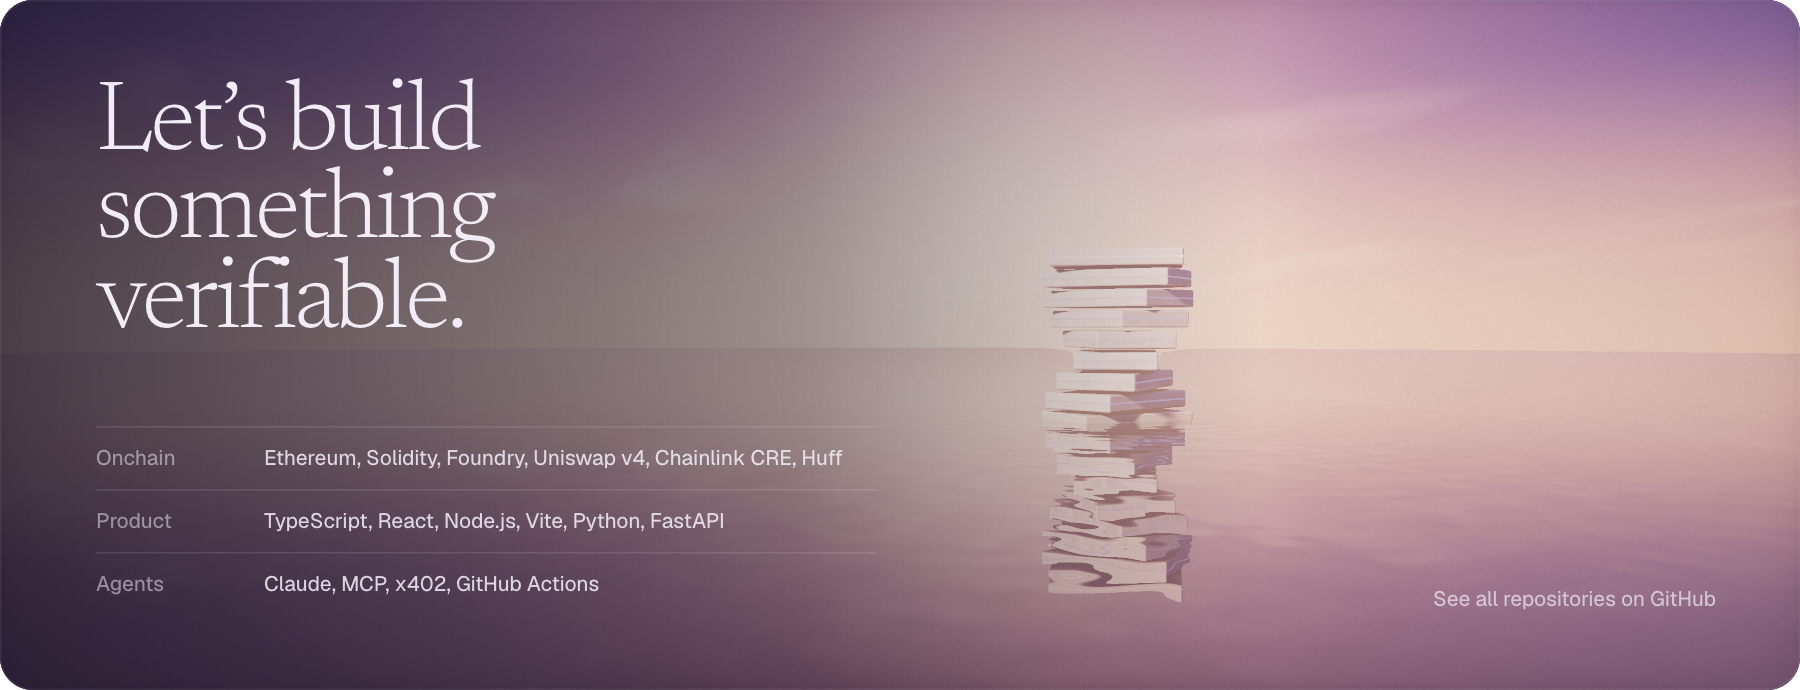 Let’s build
something
verifiable.
Onchain Ethereum, Solidity, Foundry, Uniswap v4, Chainlink CRE, Huff
Product TypeScript, React, Node.js, Vite, Python, FastAPI
Agents Claude, MCP, x402, GitHub Actions
See all repositories on GitHub